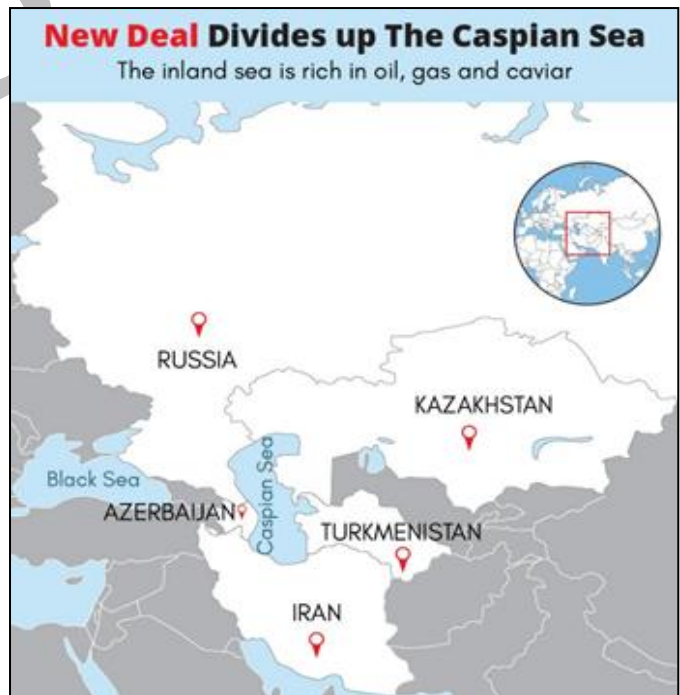 New Deal Divides up The Caspian Sea
The inland sea is rich in oil, gas and caviar
RUSSIA
KAZAKHSTAN
Black Sea
Caspian Sea
AZERBAIJAN
TURKMENISTAN
IRAN